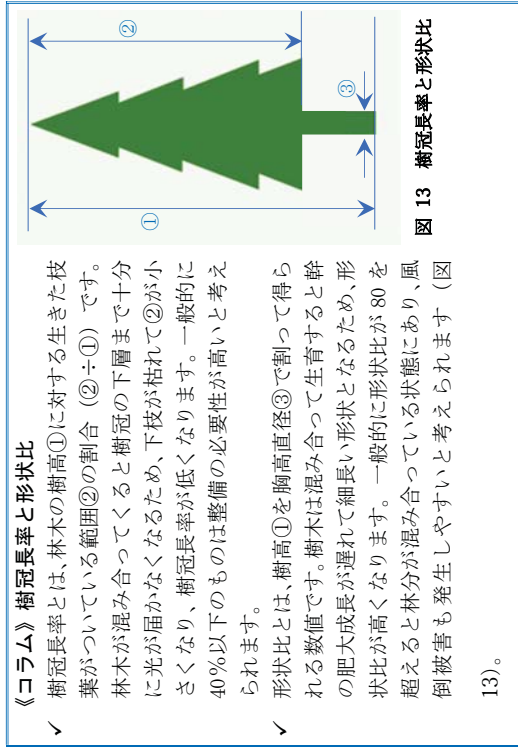 《コラム》樹冠長率と形状比
✓ 樹冠長率とは、林木の樹高①に対する生きた枝
葉がついている範囲②の割合（②÷①）です。
林木が混み合ってくると樹冠の下層まで十分
に光が届かなくなるため、下枝が枯れて②が小
さくなり、樹冠長率が低くなります。一般的に
40％以下のものは整備の必要性が高いと考え
られます。
✓ 形状比とは、樹高①を胸高直径③で割って得ら
れる数値です。樹木は混み合って生育すると幹
の肥大成長が遅れて細長い形状となるため、形
状比が高くなります。一般的に形状比が 80 を
超えると林分が混み合っている状態にあり、風
倒被害も発生しやすいと考えられます（図
13）。
①
②
③
図 13 樹冠長率と形状比